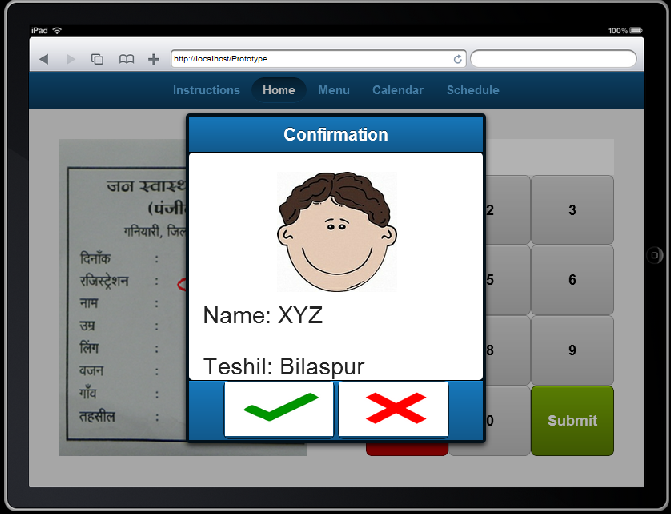 iPad
100%
http://localhost/Prototype
Instructions Home Menu Calendar Schedule
Confirmation
Name: XYZ
Teshil: Bilaspur
जन स्वास्थ
गनियारी,
दिनाँक :
रजिस्ट्रेशन :
नाम :
उम्र :
लिंग :
वजन :
गाँव :
तहसील :
2 3
5 6
8 9
0 Submit